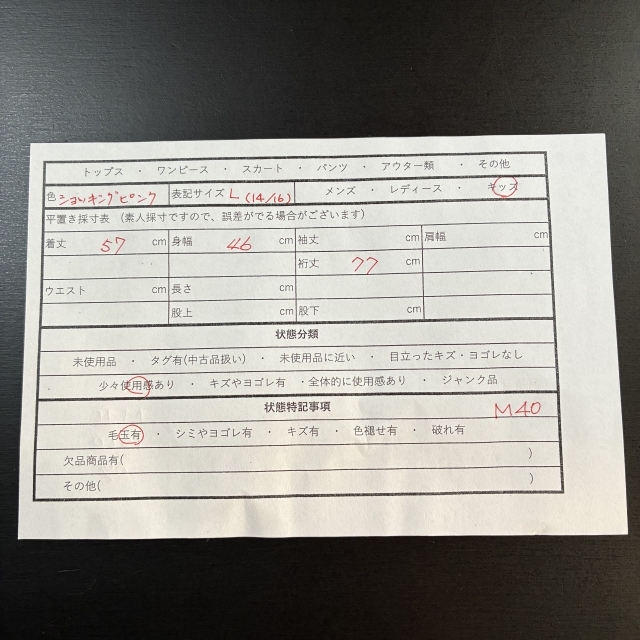 トップス ・ ワンピース ・ スカート ・ パンツ ・ アウター類 ・ その他
色 ショッキングピンク 表記サイズ L (14/16) メンズ ・ レディース ・ キッズ
平置き採寸表 （素人採寸ですので、誤差がでる場合がございます）
着丈 57 cm 身幅 46 cm 袖丈 cm 肩幅 cm
裄丈 77 cm
ウエスト cm 長さ cm
股上 cm 股下 cm
状態分類
未使用品 ・ タグ有(中古品扱い) ・ 未使用品に近い ・ 目立ったキズ・ヨゴレなし
少々使用感あり ・ キズやヨゴレ有 ・全体的に使用感あり ・ ジャンク品
状態特記事項
M40
毛玉有 ・ シミやヨゴレ有 ・ キズ有 ・ 色褪せ有 ・ 破れ有
欠品商品有( )
その他( )